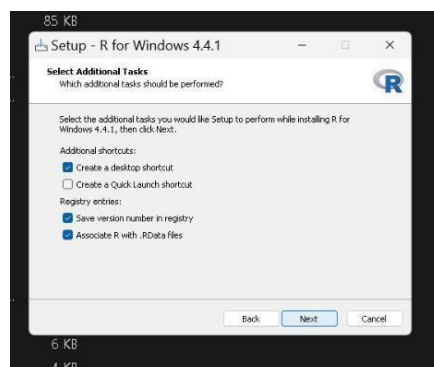 85 KB
Setup - R for Windows 4.4.1
Select Additional Tasks
Which additional tasks should be performed?
R
Select the additional tasks you would like Setup to perform while installing R for
Windows 4.4.1, then click Next.
Additional shortcuts:
Create a desktop shortcut
Create a Quick Launch shortcut
Registry entries:
Save version number in registry
Associate R with .RData files
Back Next Cancel
6 KB
4 KB